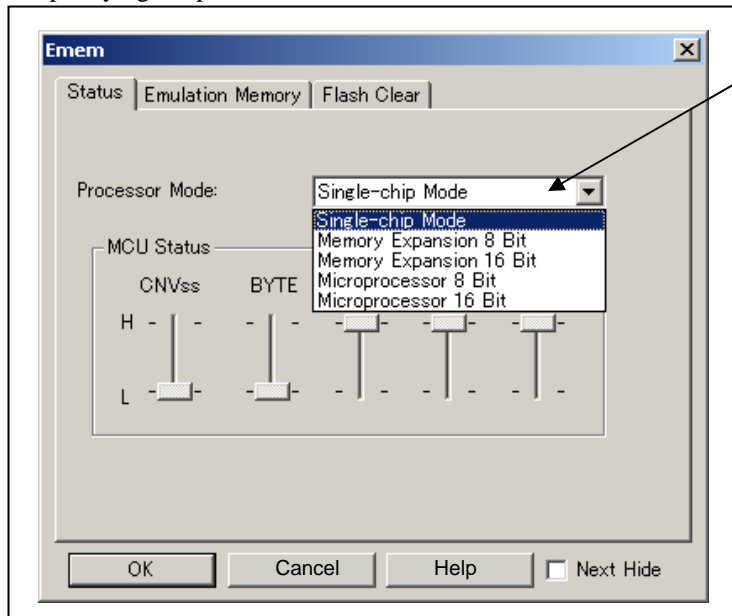 Emem
Status Emulation Memory Flash Clear
Processor Mode: Single-chip Mode
Single-chip Mode
Memory Expansion 8 Bit
Memory Expansion 16 Bit
Microprocessor 8 Bit
Microprocessor 16 Bit
MCU Status
CNVss BYTE
H
L
OK Cancel Help Next Hide